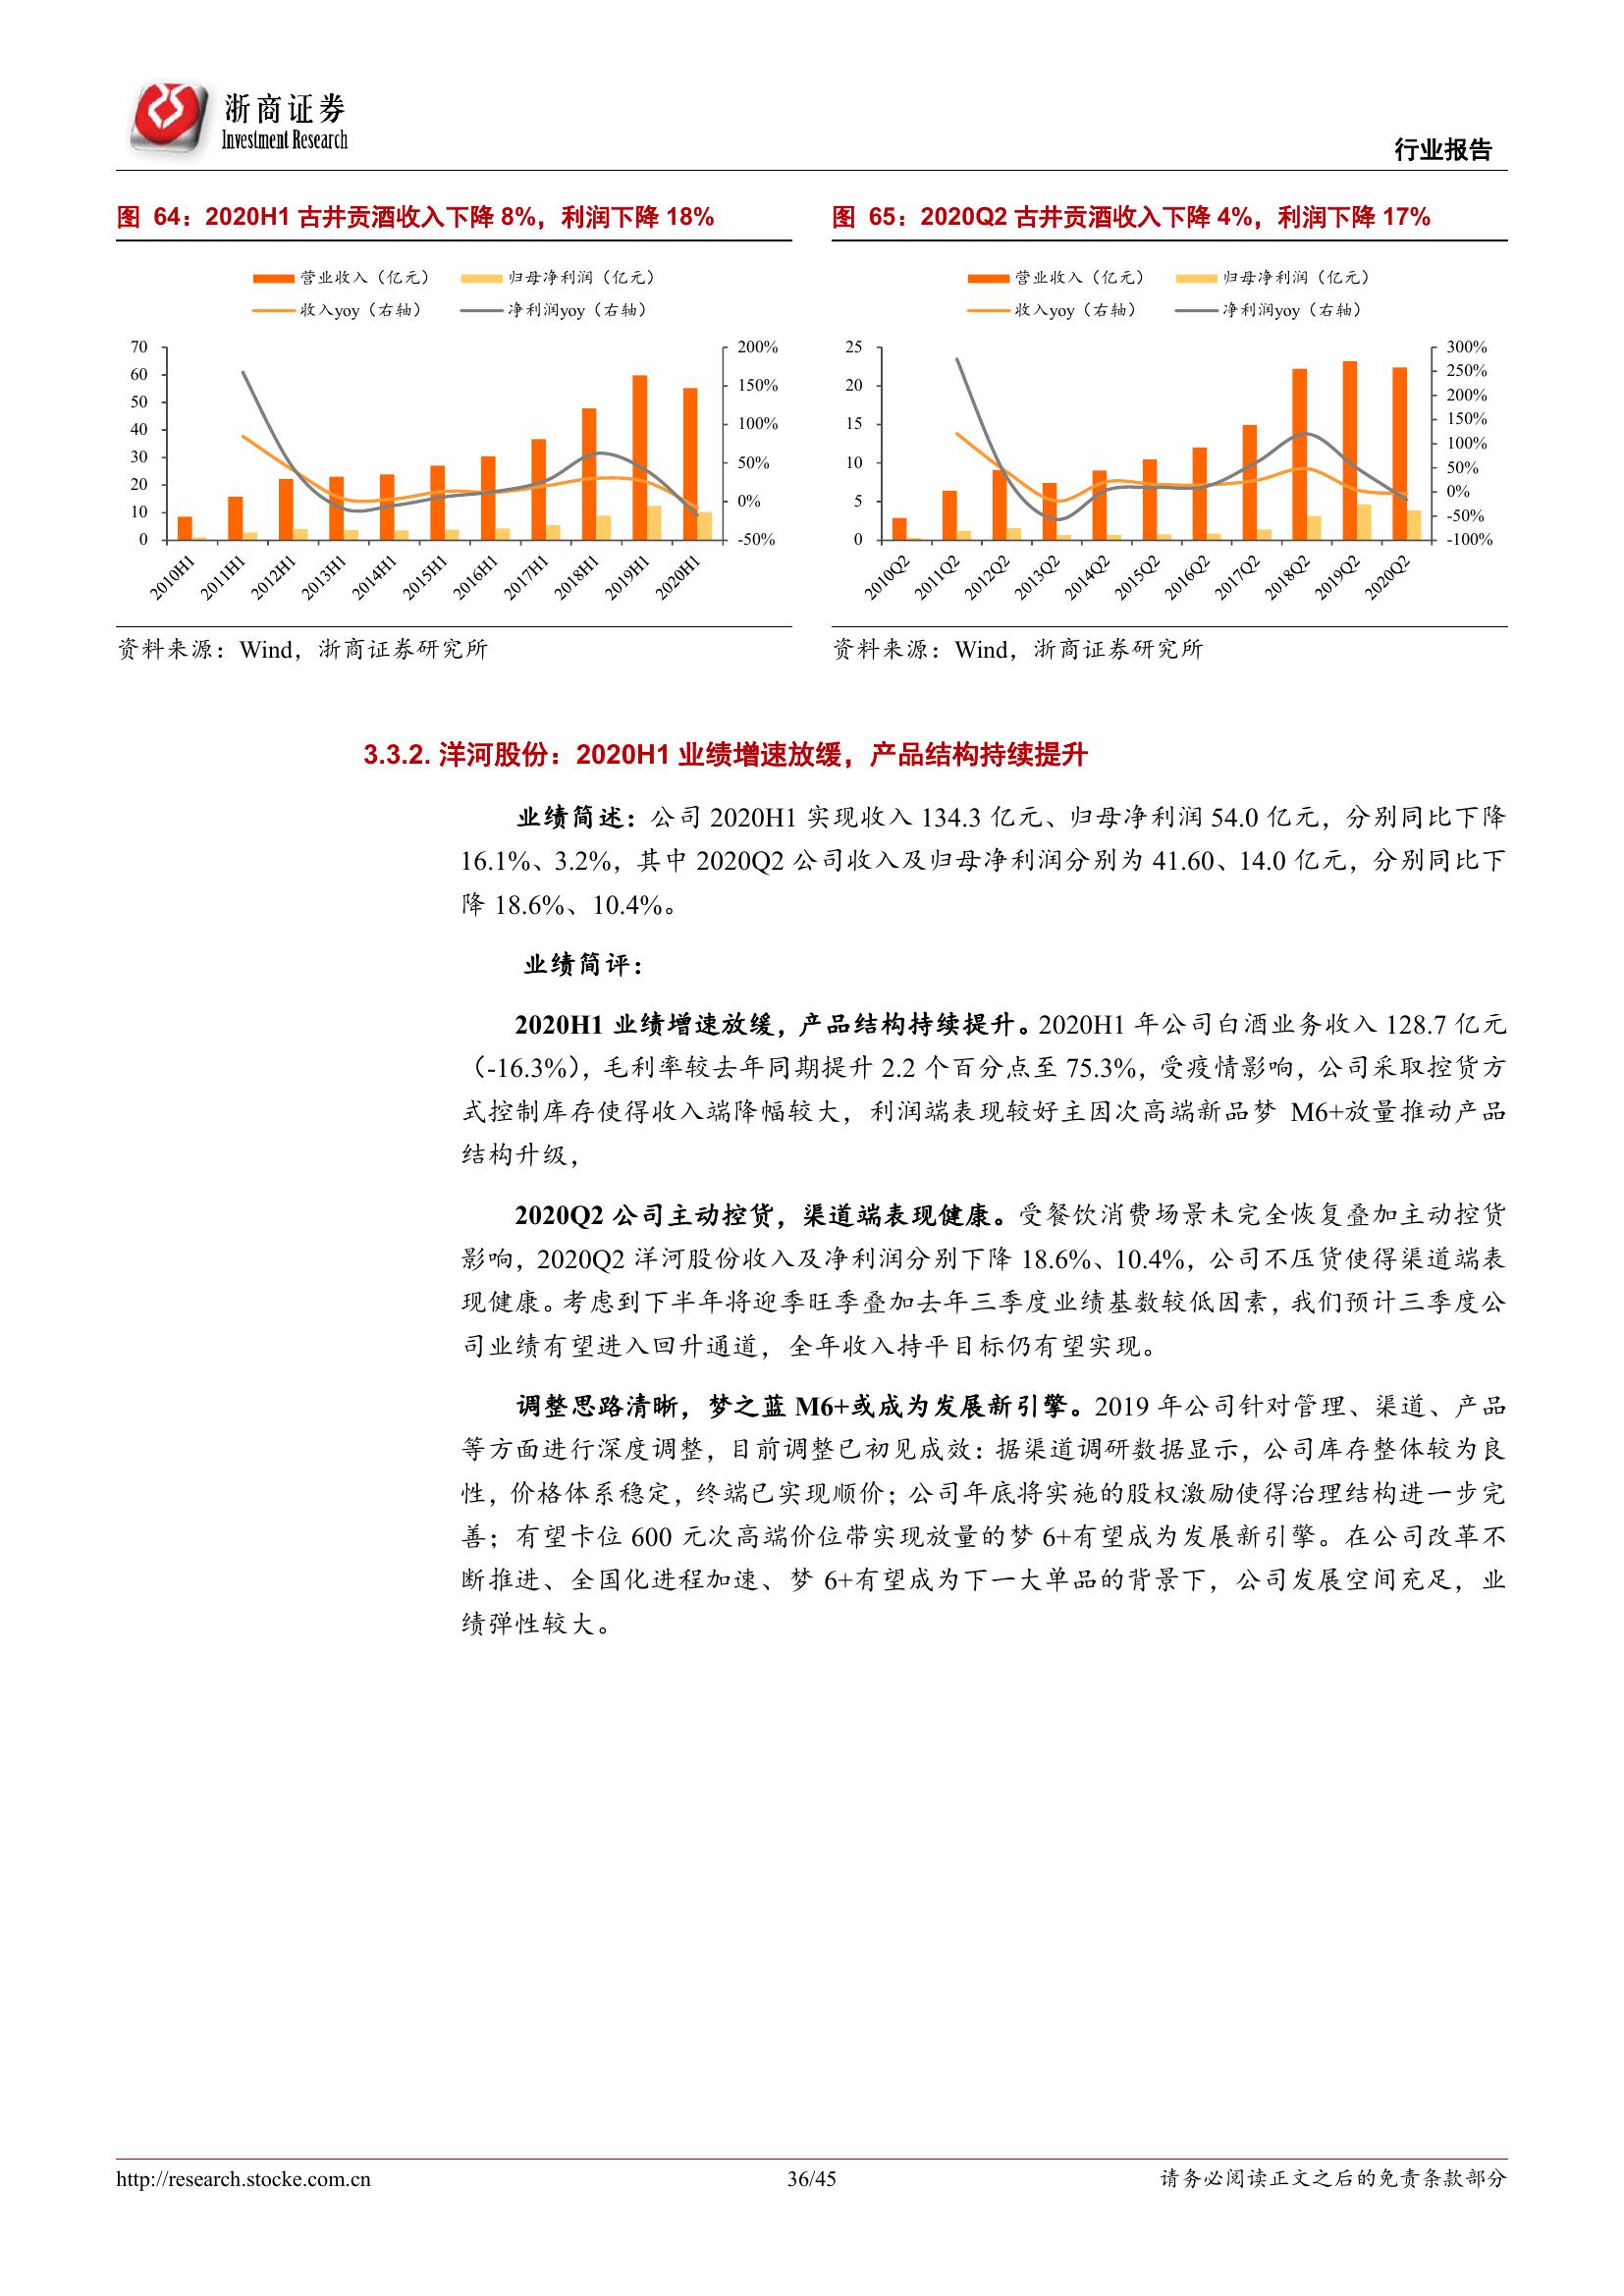 浙商证券
Investment Research
行业报告
图 64：2020H1 古井贡酒收入下降 8%，利润下降 18%
营业收入（亿元）
归母净利润（亿元）
收入yoy（右轴）
净利润yoy（右轴）
70
60
50
40
30
20
10
0
200%
150%
100%
50%
0%
-50%
2010H1
2011H1
2012H1
2013H1
2014H1
2015H1
2016H1
2017H1
2018H1
2019H1
2020H1
资料来源：Wind，浙商证券研究所
图 65：2020Q2 古井贡酒收入下降 4%，利润下降 17%
营业收入（亿元）
归母净利润（亿元）
收入yoy（右轴）
净利润yoy（右轴）
25
20
15
10
5
0
300%
250%
200%
150%
100%
50%
0%
-50%
-100%
2010Q2
2011Q2
2012Q2
2013Q2
2014Q2
2015Q2
2016Q2
2017Q2
2018Q2
2019Q2
2020Q2
资料来源：Wind，浙商证券研究所
3.3.2. 洋河股份：2020H1 业绩增速放缓，产品结构持续提升
业绩简述：公司 2020H1 实现收入 134.3 亿元、归母净利润 54.0 亿元，分别同比下降
16.1%、3.2%，其中 2020Q2 公司收入及归母净利润分别为 41.60、14.0 亿元，分别同比下
降 18.6%、10.4%。
业绩简评：
2020H1 业绩增速放缓，产品结构持续提升。2020H1 年公司白酒业务收入 128.7 亿元
（-16.3%），毛利率较去年同期提升 2.2 个百分点至 75.3%，受疫情影响，公司采取控货方
式控制库存使得收入端降幅较大，利润端表现较好主因次高端新品梦 M6+放量推动产品
结构升级，
2020Q2 公司主动控货，渠道端表现健康。受餐饮消费场景未完全恢复叠加主动控货
影响，2020Q2 洋河股份收入及净利润分别下降 18.6%、10.4%，公司不压货使得渠道端表
现健康。考虑到下半年将迎季旺季叠加去年三季度业绩基数较低因素，我们预计三季度公
司业绩有望进入回升通道，全年收入持平目标仍有望实现。
调整思路清晰，梦之蓝 M6+或成为发展新引擎。2019 年公司针对管理、渠道、产品
等方面进行深度调整，目前调整已初见成效：据渠道调研数据显示，公司库存整体较为良
性，价格体系稳定，终端已实现顺价；公司年底将实施的股权激励使得治理结构进一步完
善；有望卡位 600 元次高端价位带实现放量的梦 6+有望成为发展新引擎。在公司改革不
断推进、全国化进程加速、梦 6+有望成为下一大单品的背景下，公司发展空间充足，业
绩弹性较大。
http://research.stocke.com.cn
36/45
请务必阅读正文之后的免责条款部分